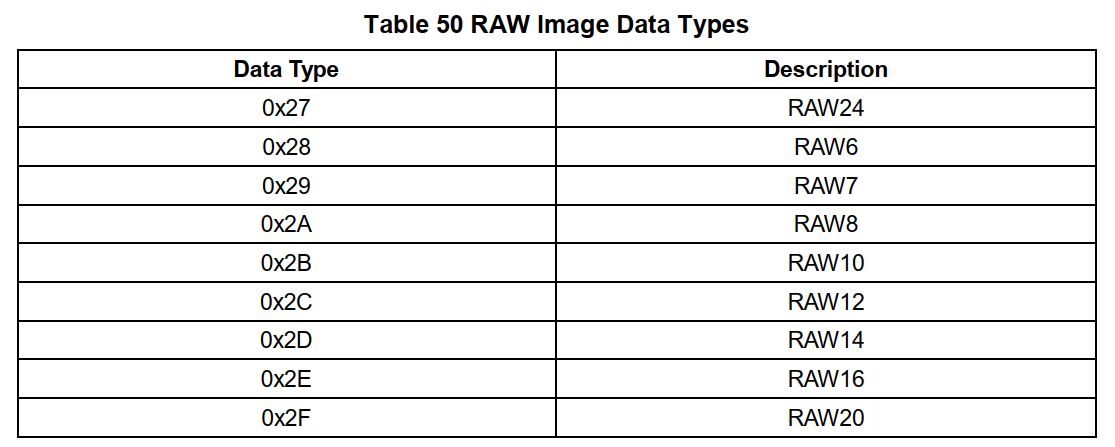 Table 50 RAW Image Data Types
Data Type Description
0x27 RAW24
0x28 RAW6
0x29 RAW7
0x2A RAW8
0x2B RAW10
0x2C RAW12
0x2D RAW14
0x2E RAW16
0x2F RAW20